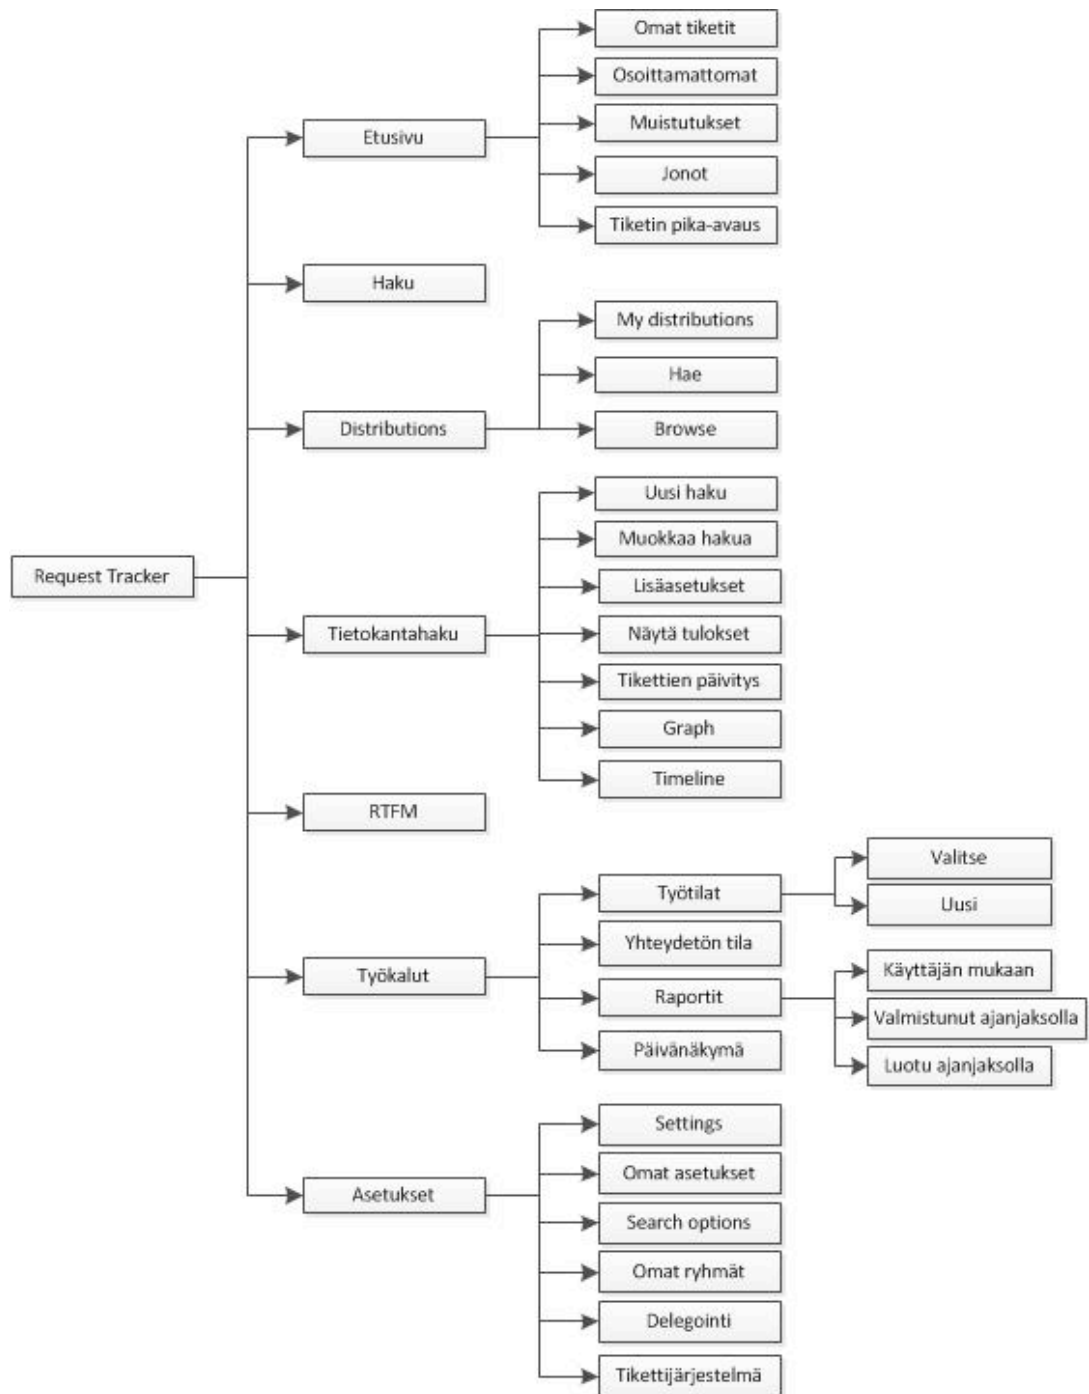 Request Tracker
Etusivu
Omat tiketit
Osoittamattomat
Muistutukset
Jonot
Tiketin pika-avaus
Haku
Distributions
My distributions
Hae
Browse
Tietokantahaku
Uusi haku
Muokkaa hakua
Lisäasetukset
Näytä tulokset
Tikettien päivitys
Graph
Timeline
RTFM
Työkalut
Työtilat
Valitse
Uusi
Yhteydetön tila
Raportit
Käyttäjän mukaan
Valmistunut ajanjaksolla
Luotu ajanjaksolla
Päivänäkymä
Asetukset
Settings
Omat asetukset
Search options
Omat ryhmät
Delegointi
Tikettijärjestelmä